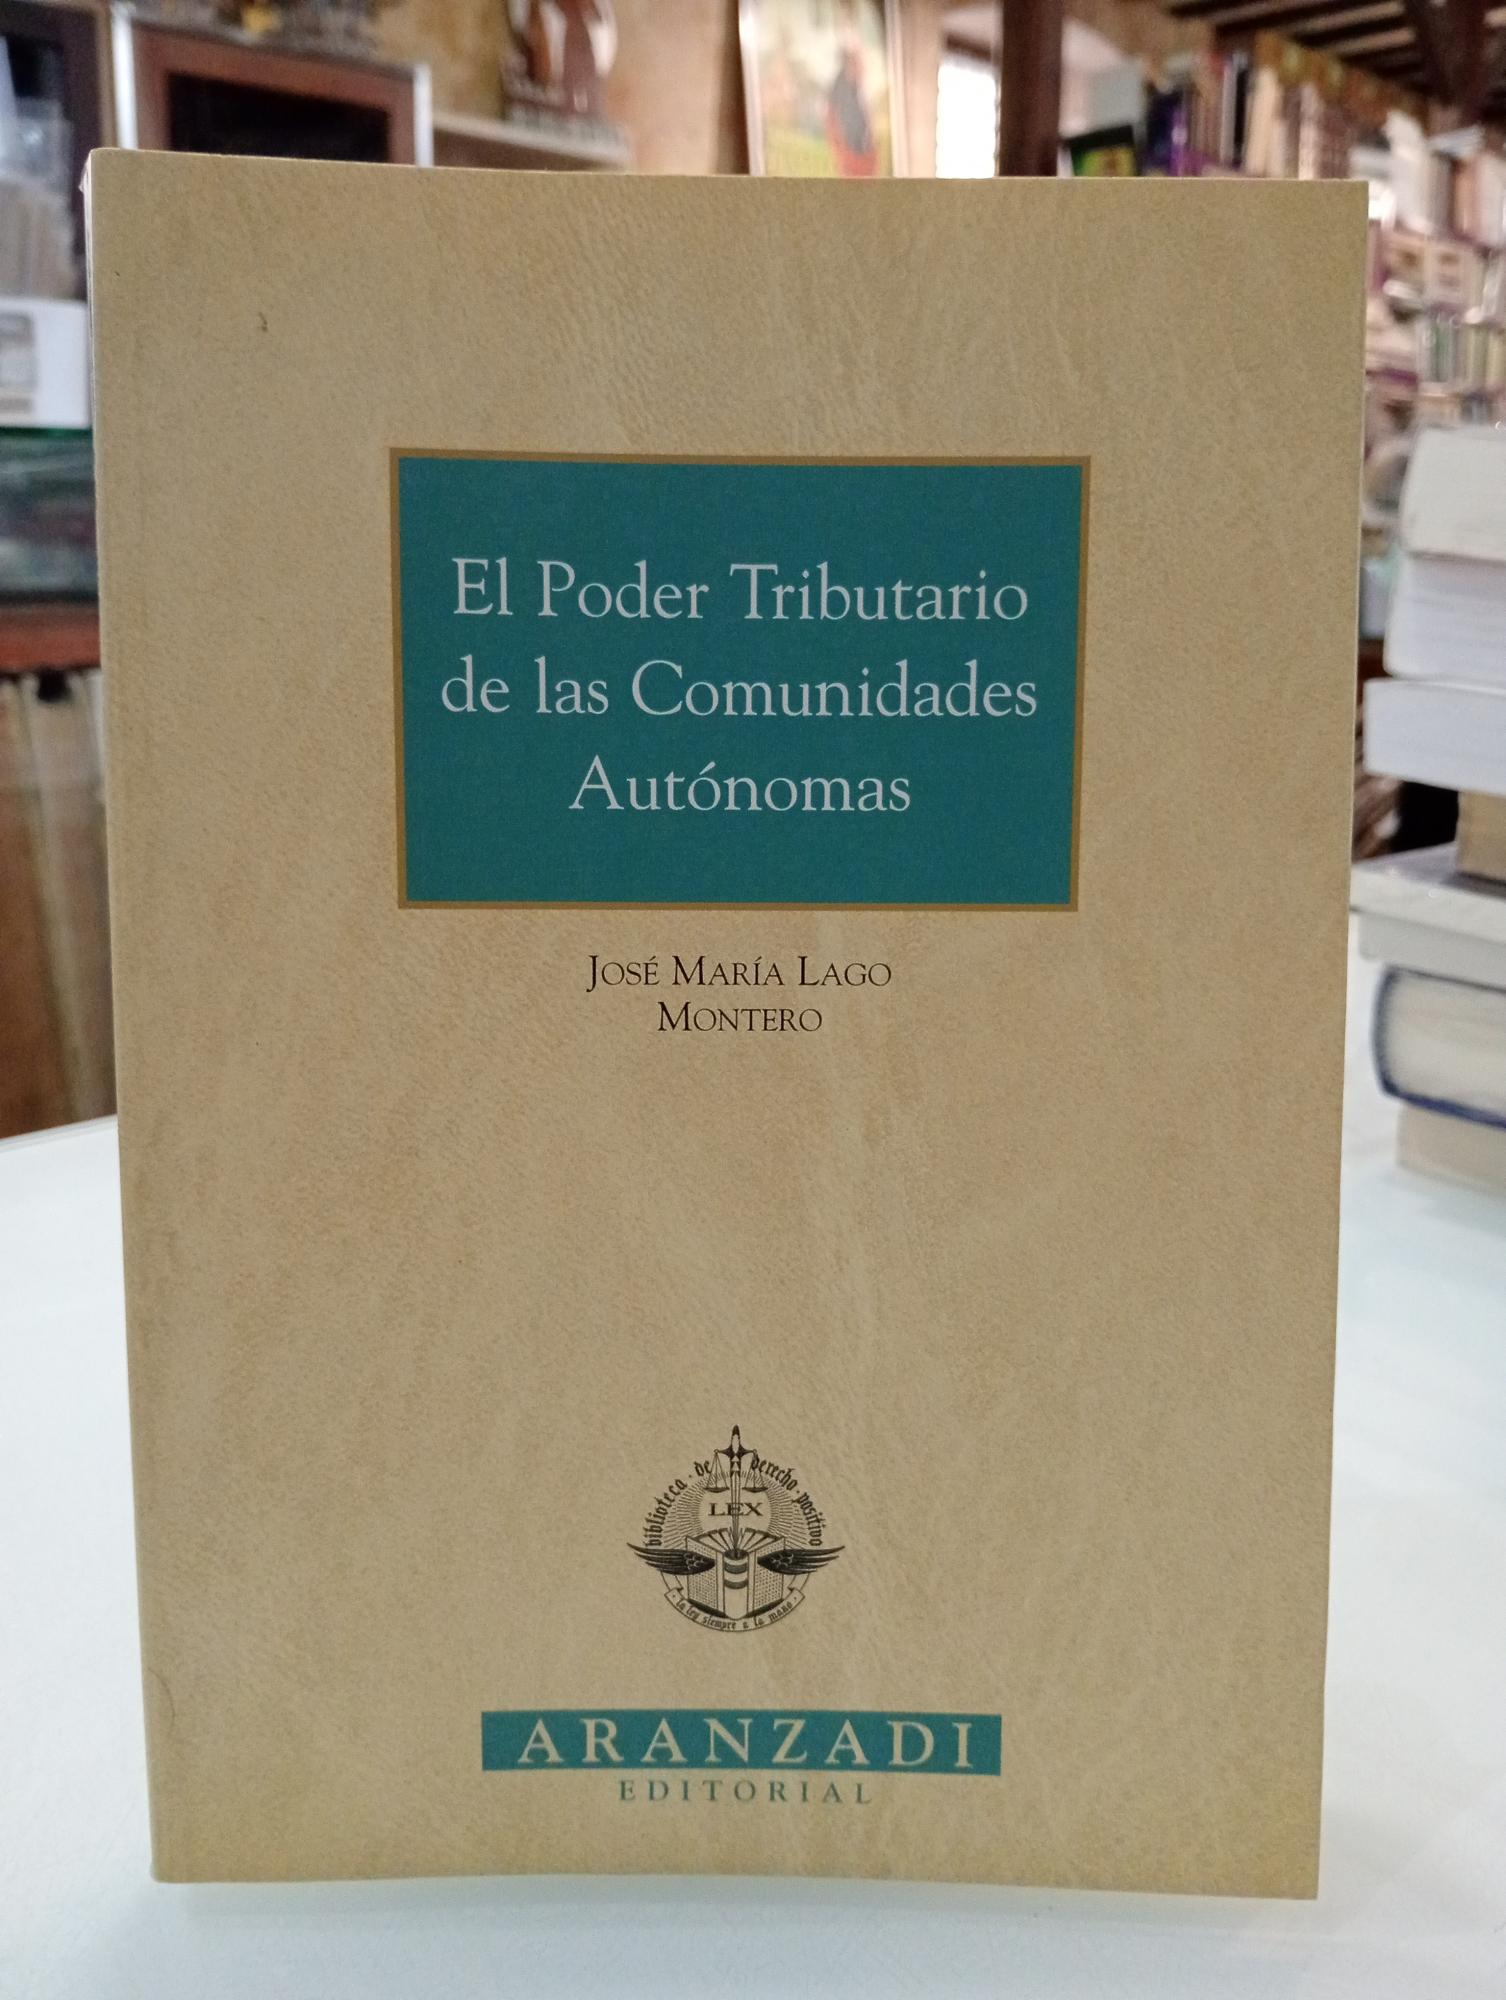 El Poder Tributario
de las Comunidades
Autónomas
JOSÉ MARÍA LAGO
MONTERO
biblioteca · de derecho · positivo
LEX
· la ley siempre a la mano ·
ARANZADI
EDITORIAL